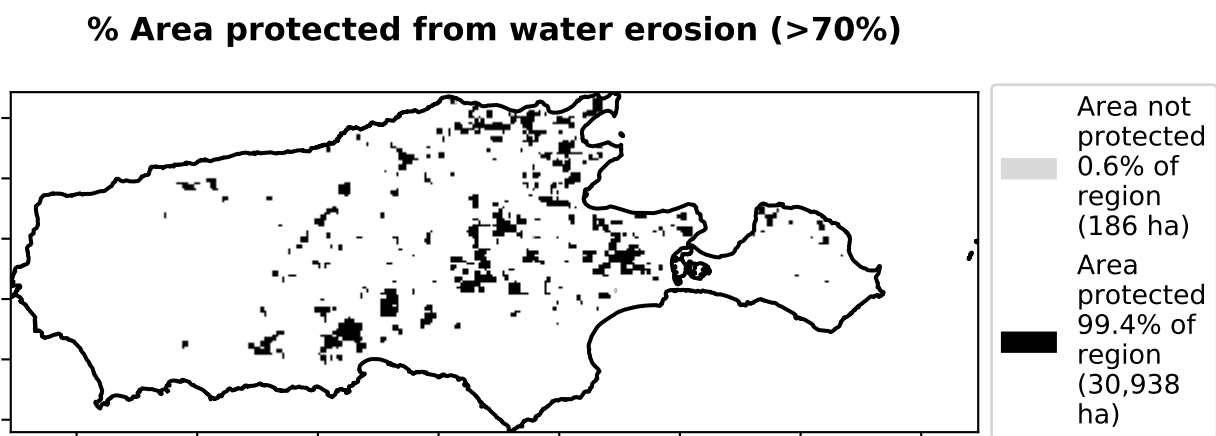 % Area protected from water erosion (>70%)
Area not
protected
0.6% of
region
(186 ha)
Area
protected
99.4% of
region
(30,938
ha)